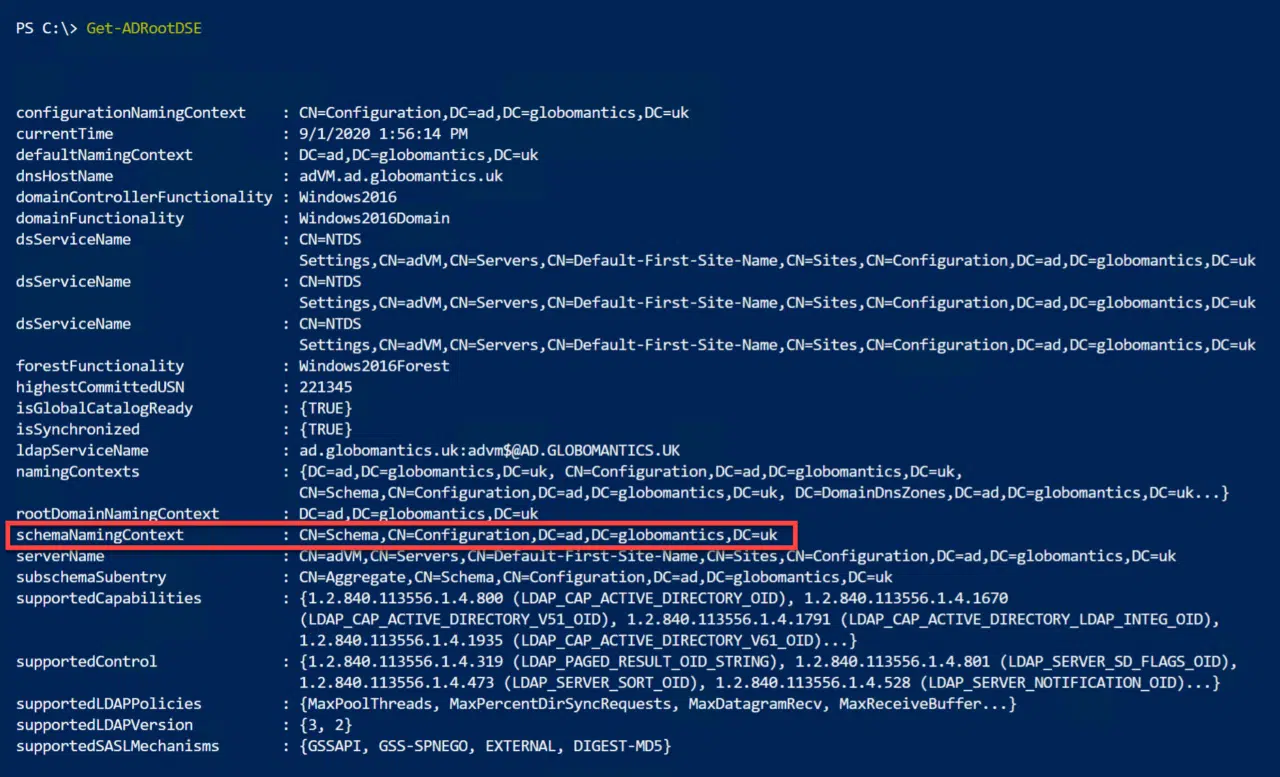 PS C:\> Get-ADRootDSE
configurationNamingContext : CN=Configuration,DC=ad,DC=globomantics,DC=uk
currentTime : 9/1/2020 1:56:14 PM
defaultNamingContext : DC=ad,DC=globomantics,DC=uk
dnsHostName : adVM.ad.globomantics.uk
domainControllerFunctionality : Windows2016
domainFunctionality : Windows2016Domain
dsServiceName : CN=NTDS
Settings,CN=adVM,CN=Servers,CN=Default-First-Site-Name,CN=Sites,CN=Configuration,DC=ad,DC=globomantics,DC=uk
dsServiceName : CN=NTDS
Settings,CN=adVM,CN=Servers,CN=Default-First-Site-Name,CN=Sites,CN=Configuration,DC=ad,DC=globomantics,DC=uk
dsServiceName : CN=NTDS
Settings,CN=adVM,CN=Servers,CN=Default-First-Site-Name,CN=Sites,CN=Configuration,DC=ad,DC=globomantics,DC=uk
forestFunctionality : Windows2016Forest
highestCommittedUSN : 221345
isGlobalCatalogReady : {TRUE}
isSynchronized : {TRUE}
ldapServiceName : ad.globomantics.uk:advm$@AD.GLOBOMANTICS.UK
namingContexts : {DC=ad,DC=globomantics,DC=uk, CN=Configuration,DC=ad,DC=globomantics,DC=uk,
CN=Schema,CN=Configuration,DC=ad,DC=globomantics,DC=uk, DC=DomainDnsZones,DC=ad,DC=globomantics,DC=uk...}
rootDomainNamingContext : DC=ad,DC=globomantics,DC=uk
schemaNamingContext : CN=Schema,CN=Configuration,DC=ad,DC=globomantics,DC=uk
serverName : CN=adVM,CN=Servers,CN=Default-First-Site-Name,CN=Sites,CN=Configuration,DC=ad,DC=globomantics,DC=uk
subschemaSubentry : CN=Aggregate,CN=Schema,CN=Configuration,DC=ad,DC=globomantics,DC=uk
supportedCapabilities : {1.2.840.113556.1.4.800 (LDAP_CAP_ACTIVE_DIRECTORY_OID), 1.2.840.113556.1.4.1670
(LDAP_CAP_ACTIVE_DIRECTORY_V51_OID), 1.2.840.113556.1.4.1791 (LDAP_CAP_ACTIVE_DIRECTORY_LDAP_INTEG_OID),
1.2.840.113556.1.4.1935 (LDAP_CAP_ACTIVE_DIRECTORY_V61_OID)...}
supportedControl : {1.2.840.113556.1.4.319 (LDAP_PAGED_RESULT_OID_STRING), 1.2.840.113556.1.4.801 (LDAP_SERVER_SD_FLAGS_OID),
1.2.840.113556.1.4.473 (LDAP_SERVER_SORT_OID), 1.2.840.113556.1.4.528 (LDAP_SERVER_NOTIFICATION_OID)...}
supportedLDAPPolicies : {MaxPoolThreads, MaxPercentDirSyncRequests, MaxDatagramRecv, MaxReceiveBuffer...}
supportedLDAPVersion : {3, 2}
supportedSASLMechanisms : {GSSAPI, GSS-SPNEGO, EXTERNAL, DIGEST-MD5}